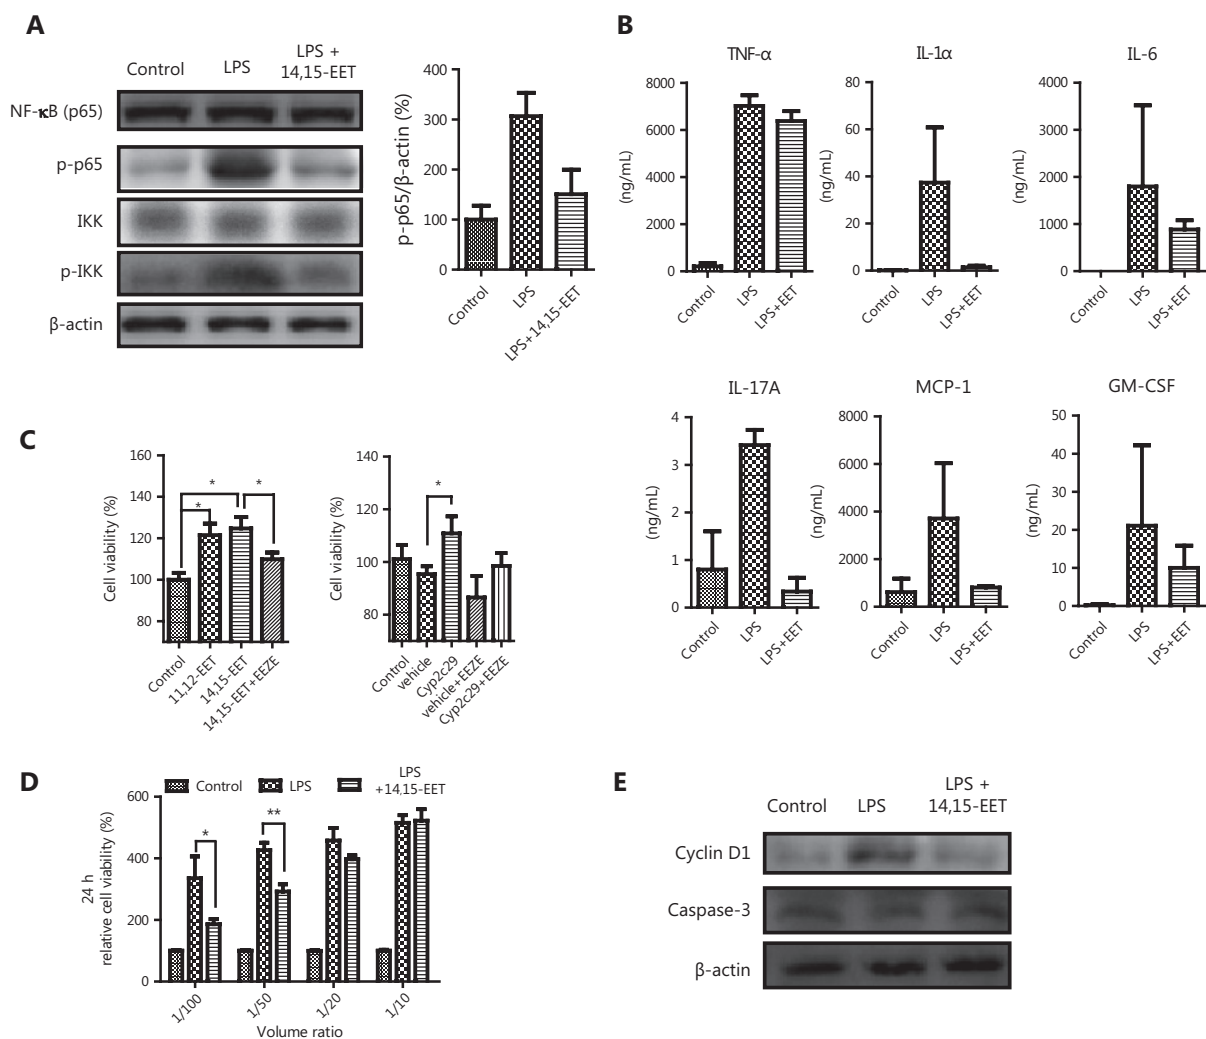 A
Control
LPS
LPS +
14,15-EET
NF-κB (p65)
p-p65
IKK
p-IKK
β-actin
p-p65/β-actin (%)
400
300
200
100
0
Control
LPS
LPS+14,15-EET
B
TNF-α
(ng/mL)
8000
6000
4000
2000
0
Control
LPS
LPS+EET
IL-1α
(ng/mL)
80
60
40
20
0
Control
LPS
LPS+EET
IL-6
(ng/mL)
4000
3000
2000
1000
0
Control
LPS
LPS+EET
IL-17A
(ng/mL)
4
3
2
1
0
Control
LPS
LPS+EET
MCP-1
(ng/mL)
8000
6000
4000
2000
0
Control
LPS
LPS+EET
GM-CSF
(ng/mL)
50
40
30
20
10
0
Control
LPS
LPS+EET
C
Cell viability (%)
160
140
120
100
80
*
*
*
Control
11,12-EET
14,15-EET
14,15-EET+EEZE
Cell viability (%)
140
120
100
80
*
Control
vehicle
Cyp2c29
vehicle+EEZE
Cyp2c29+EEZE
D
Control
LPS
LPS
+14,15-EET
24 h
relative cell viability (%)
600
400
200
0
*
**
1/100
1/50
1/20
1/10
Volume ratio
E
Control
LPS
LPS +
14,15-EET
Cyclin D1
Caspase-3
β-actin